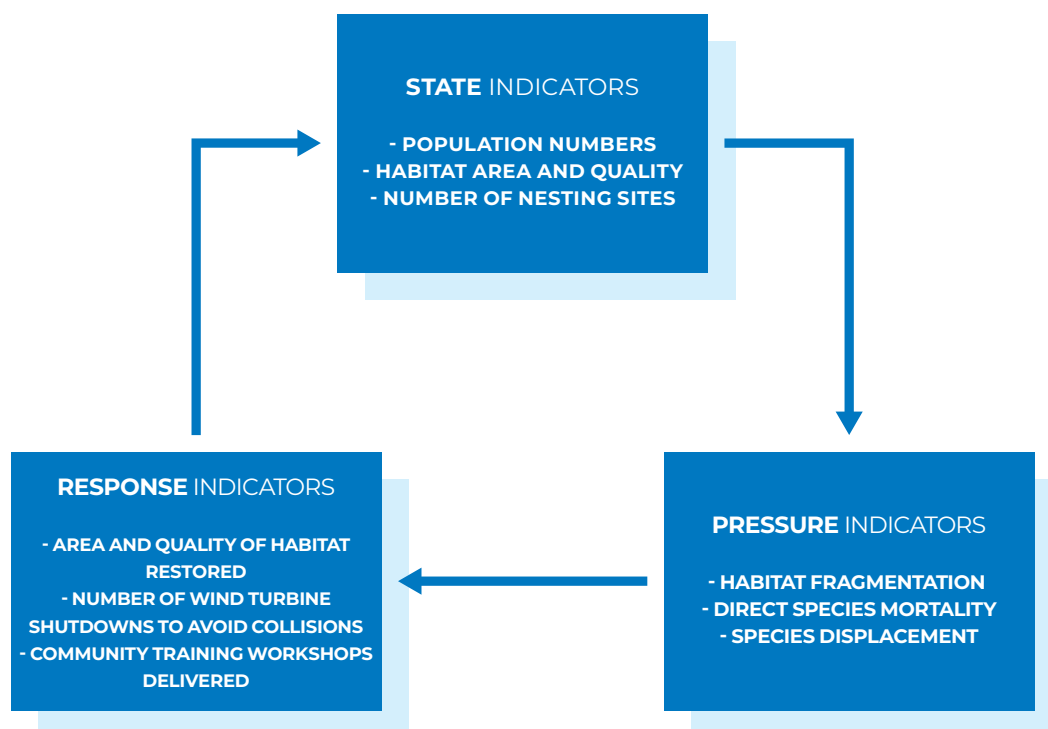 STATE INDICATORS
- POPULATION NUMBERS
- HABITAT AREA AND QUALITY
- NUMBER OF NESTING SITES
RESPONSE INDICATORS
- AREA AND QUALITY OF HABITAT
RESTORED
- NUMBER OF WIND TURBINE
SHUTDOWNS TO AVOID COLLISIONS
- COMMUNITY TRAINING WORKSHOPS
DELIVERED
PRESSURE INDICATORS
- HABITAT FRAGMENTATION
- DIRECT SPECIES MORTALITY
- SPECIES DISPLACEMENT